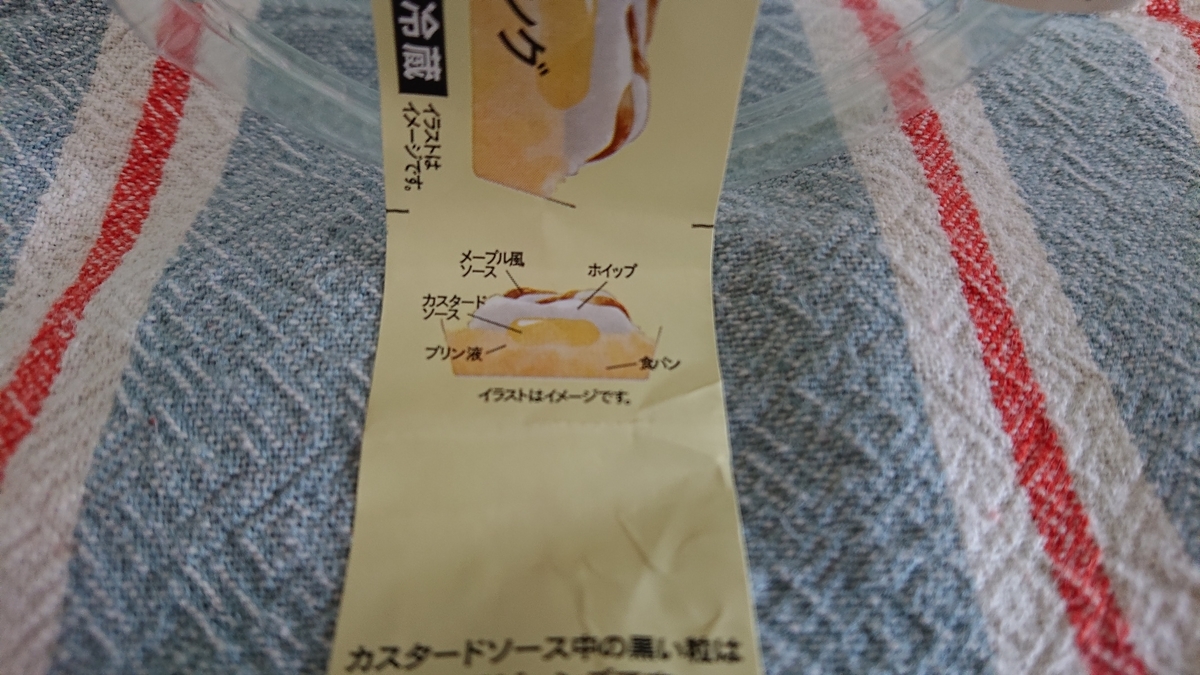 ング
冷蔵
イラストは
イメージです。
メープル風
ソース
ホイップ
カスタード
ソース
プリン液
食パン
イラストはイメージです。
カスタードソース中の黒い粒は